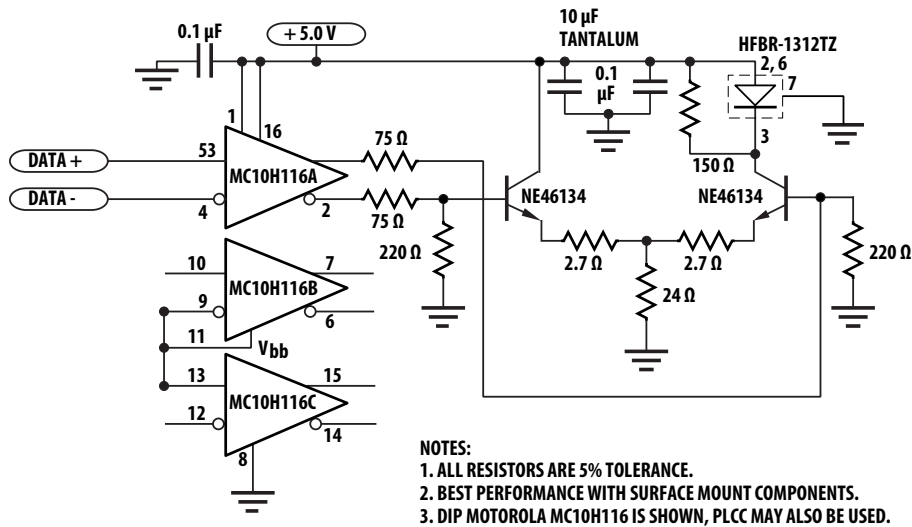 10 µF
TANTALUM
0.1 µF
+ 5.0 V
HFBR-1312TZ
2, 6
7
0.1
µF
1
16
3
DATA +
53
75 Ω
150 Ω
MC10H116A
NE46134
NE46134
DATA -
4
2
75 Ω
220 Ω
2.7 Ω
2.7 Ω
220 Ω
10
7
MC10H116B
9
6
24 Ω
11
Vbb
13
15
MC10H116C
12
14
8
NOTES:
1. ALL RESISTORS ARE 5% TOLERANCE.
2. BEST PERFORMANCE WITH SURFACE MOUNT COMPONENTS.
3. DIP MOTOROLA MC10H116 IS SHOWN, PLCC MAY ALSO BE USED.